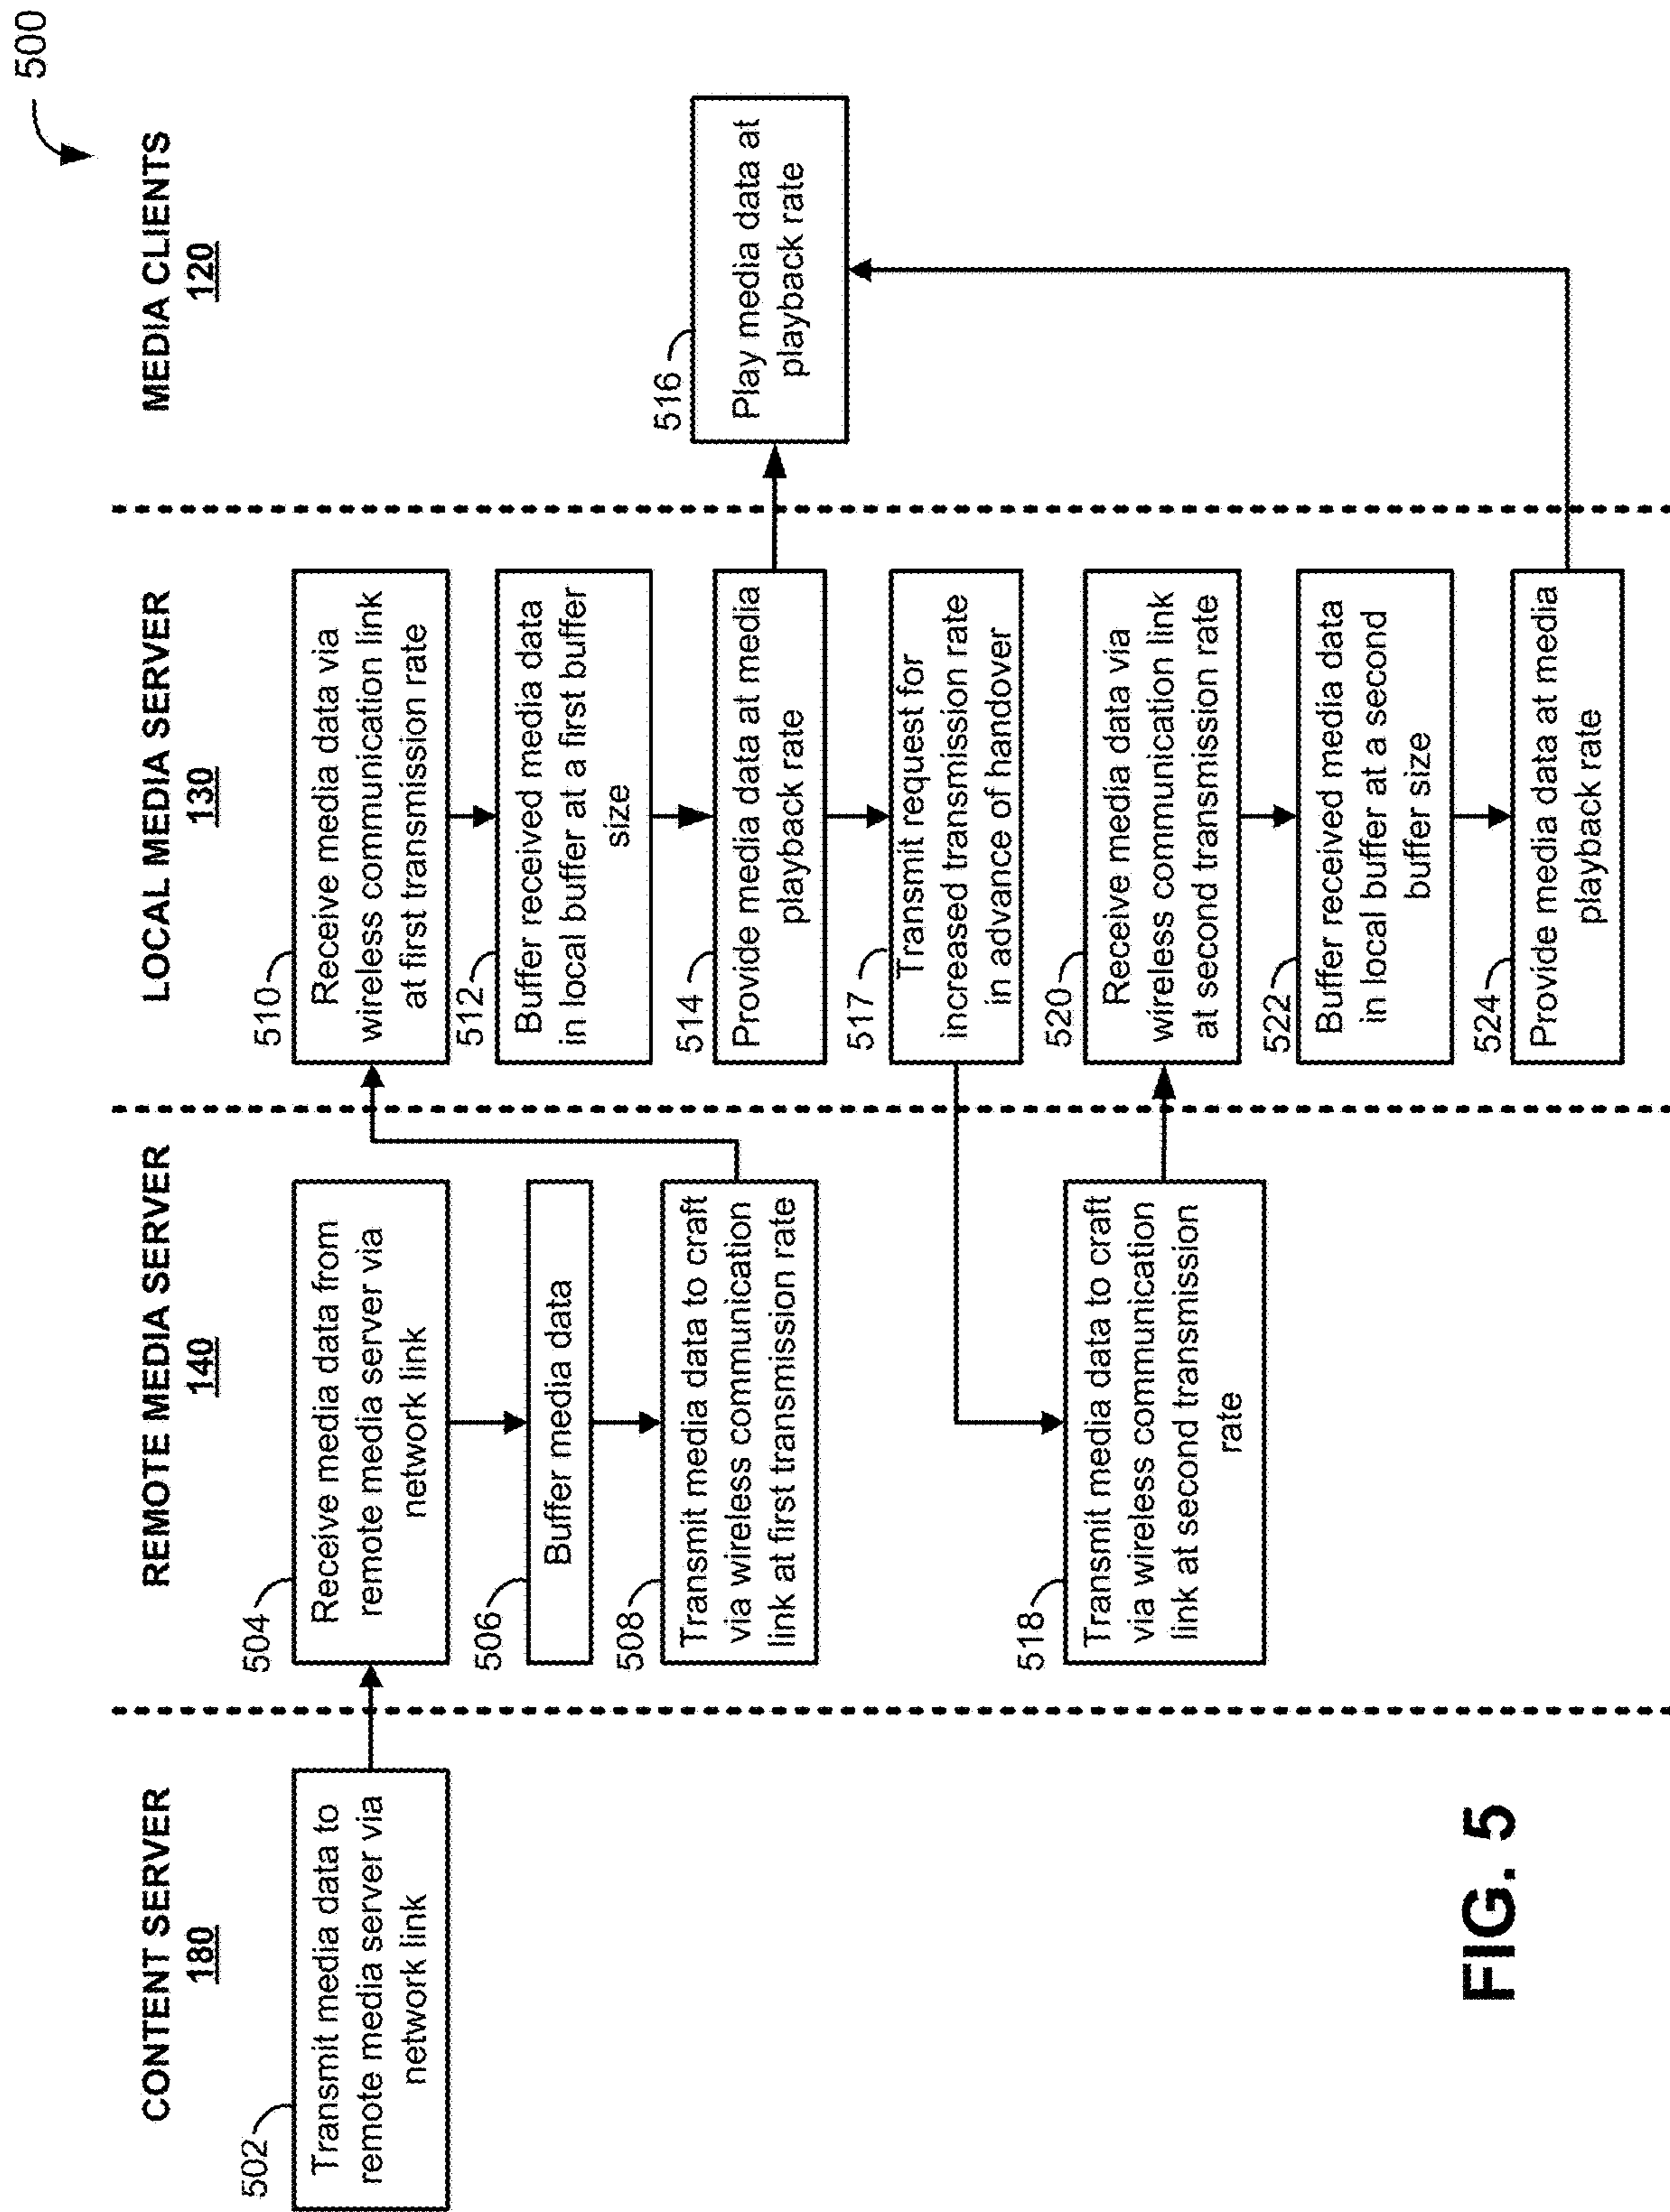 500
CONTENT SERVER
180
REMOTE MEDIA SERVER
140
LOCAL MEDIA SERVER
130
MEDIA CLIENTS
120
502
Transmit media data to
remote media server via
network link
504
Receive media data from
remote media server via
network link
506
Buffer media data
508
Transmit media data to craft
via wireless communication
link at first transmission rate
510
Receive media data via
wireless communication link
at first transmission rate
512
Buffer received media data
in local buffer at a first buffer
size
514
Provide media data at media
playback rate
516
Play media data at
playback rate
517
Transmit request for
increased transmission rate
in advance of handover
518
Transmit media data to craft
via wireless communication
link at second transmission
rate
520
Receive media data via
wireless communication link
at second transmission rate
522
Buffer received media data
in local buffer at a second
buffer size
524
Provide media data at media
playback rate
FIG. 5